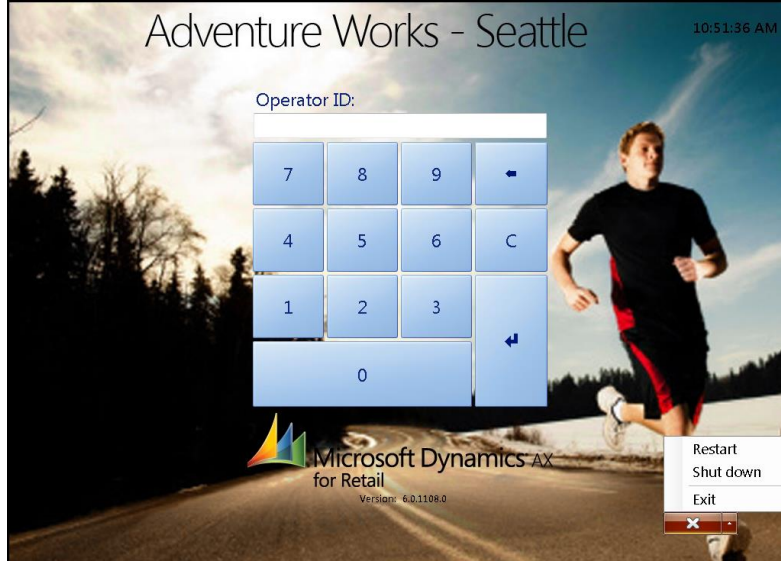 Adventure Works - Seattle
10:51:36 AM
Operator ID:
7 8 9
4 5 6 C
1 2 3
0
Microsoft Dynamics AX
for Retail
Version: 6.0.1108.0
Restart
Shut down
Exit